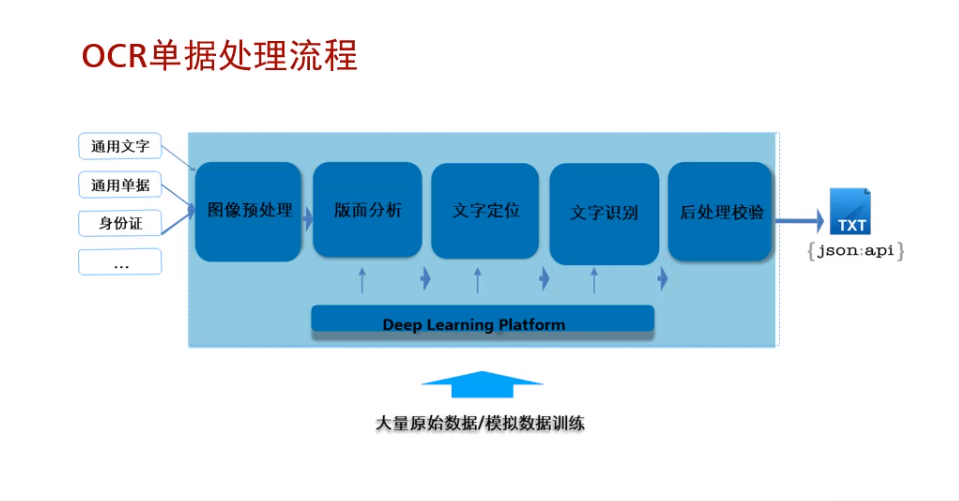 OCR单据处理流程
通用文字
通用单据
身份证
...
图像预处理
版面分析
文字定位
文字识别
后处理校验
TXT
{json:api}
Deep Learning Platform
大量原始数据/模拟数据训练